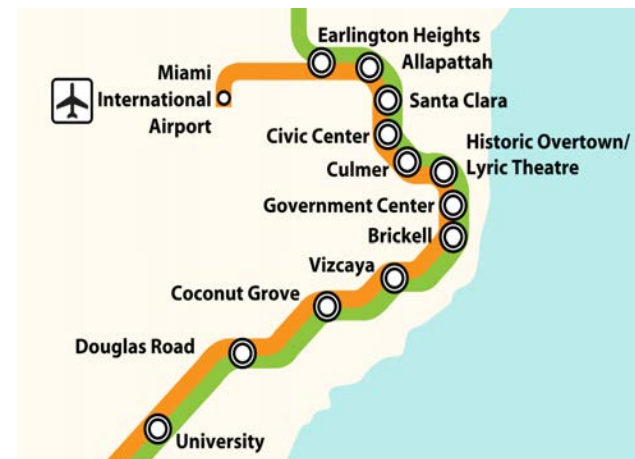 Earlington Heights
Allapattah
Miami
International
Airport
Santa Clara
Civic Center
Historic Overtown/
Lyric Theatre
Culmer
Government Center
Brickell
Vizcaya
Coconut Grove
Douglas Road
University